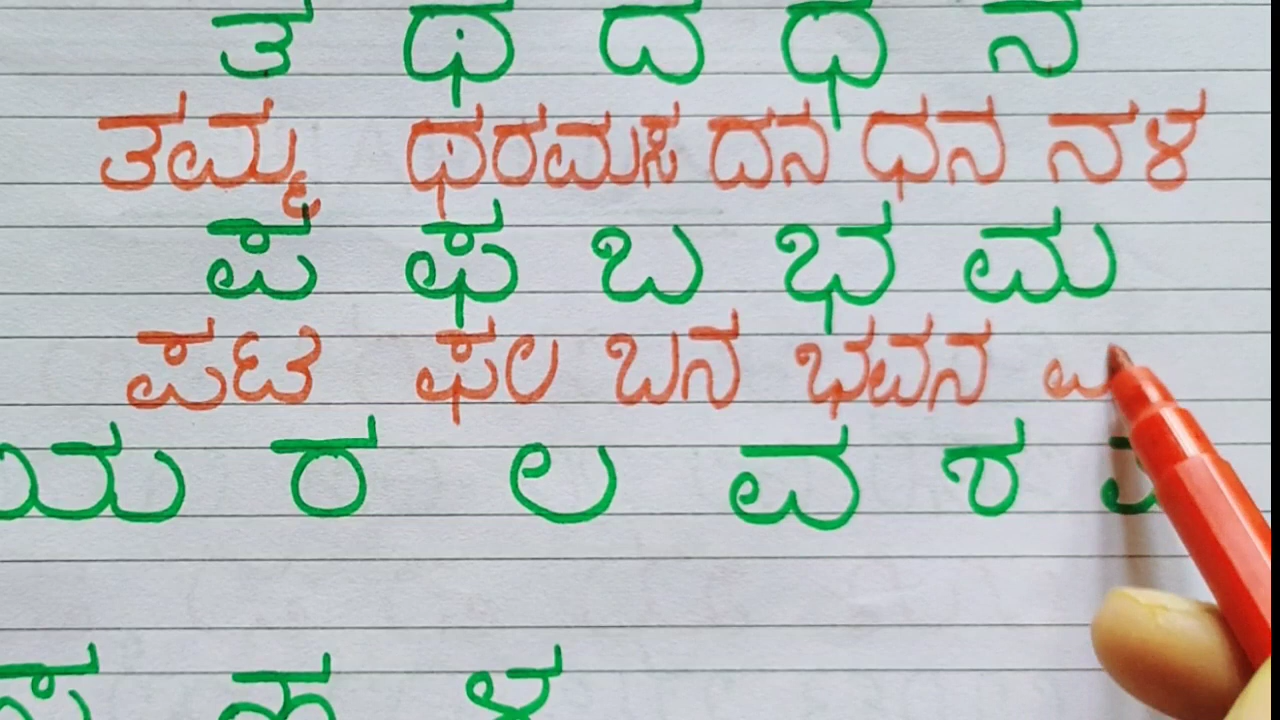 ತ ಥ ದ ಧ ನ
ತಮ್ಮ ಥರಮಸ ದನ ಧನ ನಳ
ಪ ಫ ಬ ಭ ಮ
ಪಟ ಫಲ ಬನ ಭವನ
ಯ ರ ಲ ವ ಶ
ಸ ಹ ಳ